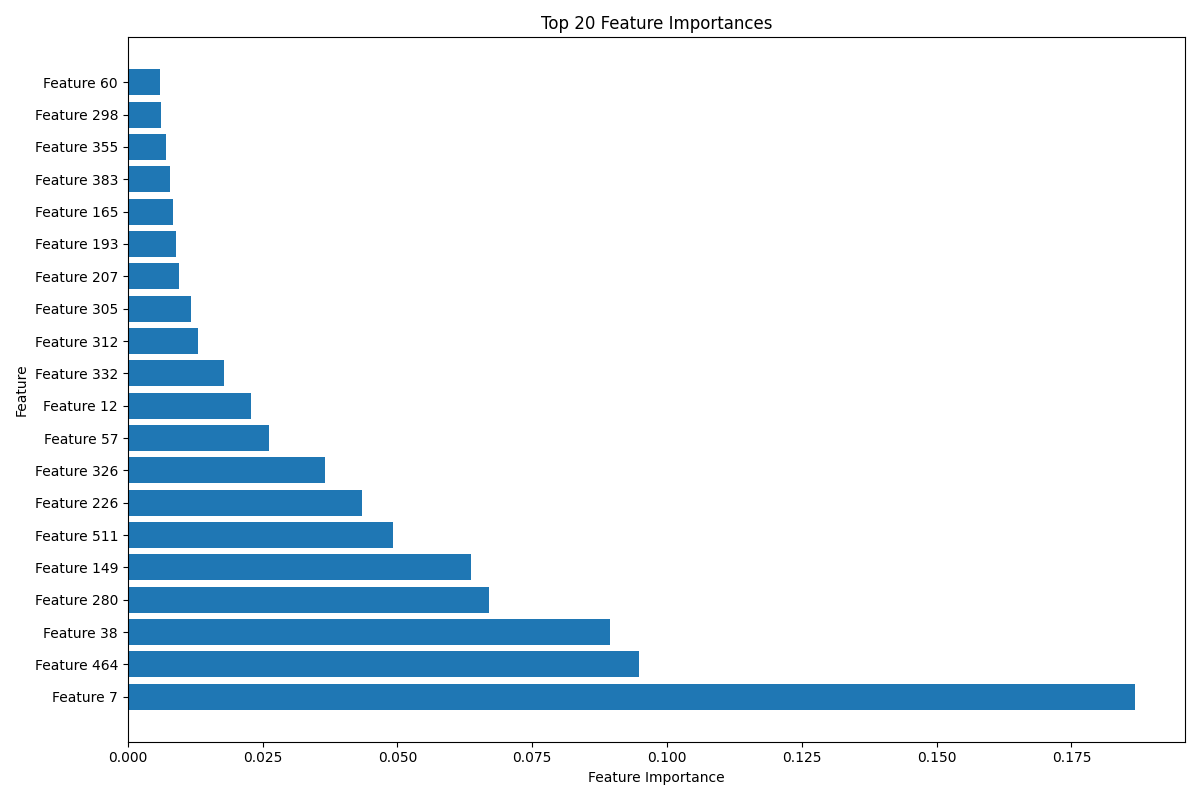 Top 20 Feature Importances
Feature
Feature 60
Feature 298
Feature 355
Feature 383
Feature 165
Feature 193
Feature 207
Feature 305
Feature 312
Feature 332
Feature 12
Feature 57
Feature 326
Feature 226
Feature 511
Feature 149
Feature 280
Feature 38
Feature 464
Feature 7
0.000 0.025 0.050 0.075 0.100 0.125 0.150 0.175
Feature Importance